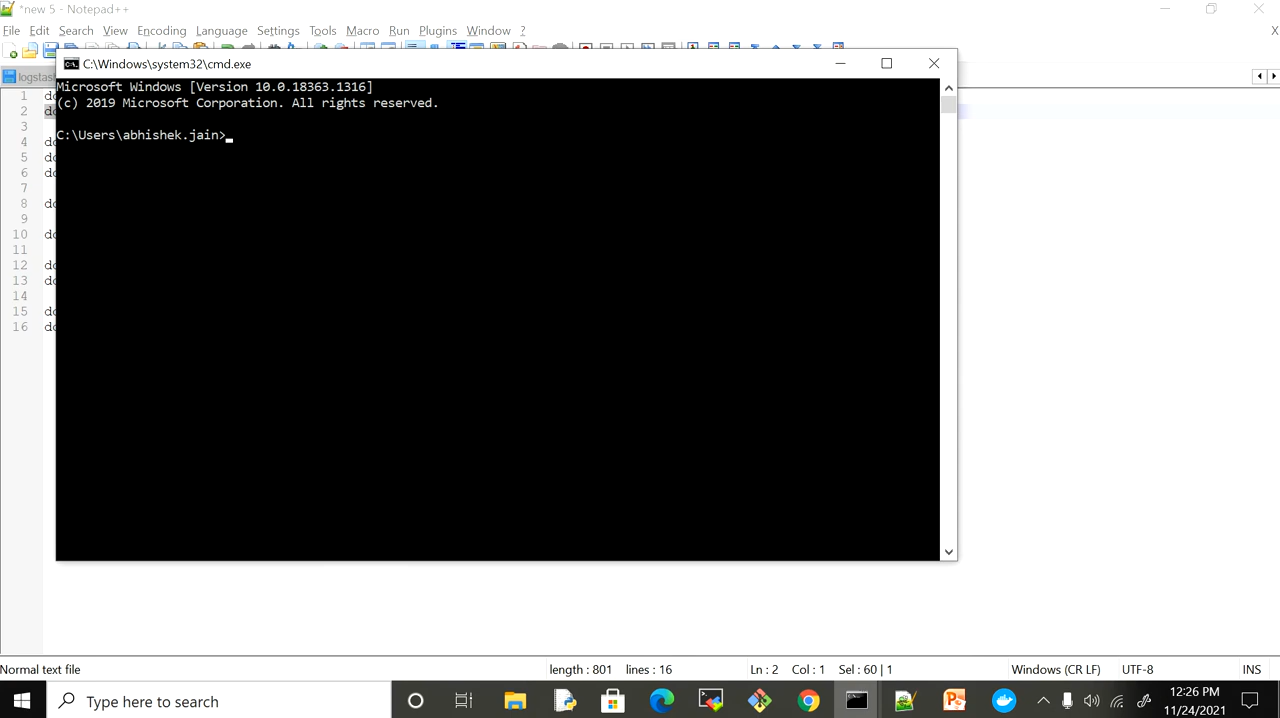 *new 5 - Notepad++
File Edit Search View Encoding Language Settings Tools Macro Run Plugins Window ? X
C:\Windows\system32\cmd.exe
Microsoft Windows [Version 10.0.18363.1316]
(c) 2019 Microsoft Corporation. All rights reserved.
C:\Users\abhishek.jain>
1
2
3
4
5
6
7
8
9
10
11
12
13
14
15
16
Normal text file length : 801 lines : 16 Ln : 2 Col : 1 Sel : 60 | 1 Windows (CR LF) UTF-8 INS
Type here to search
12:26 PM
11/24/2021